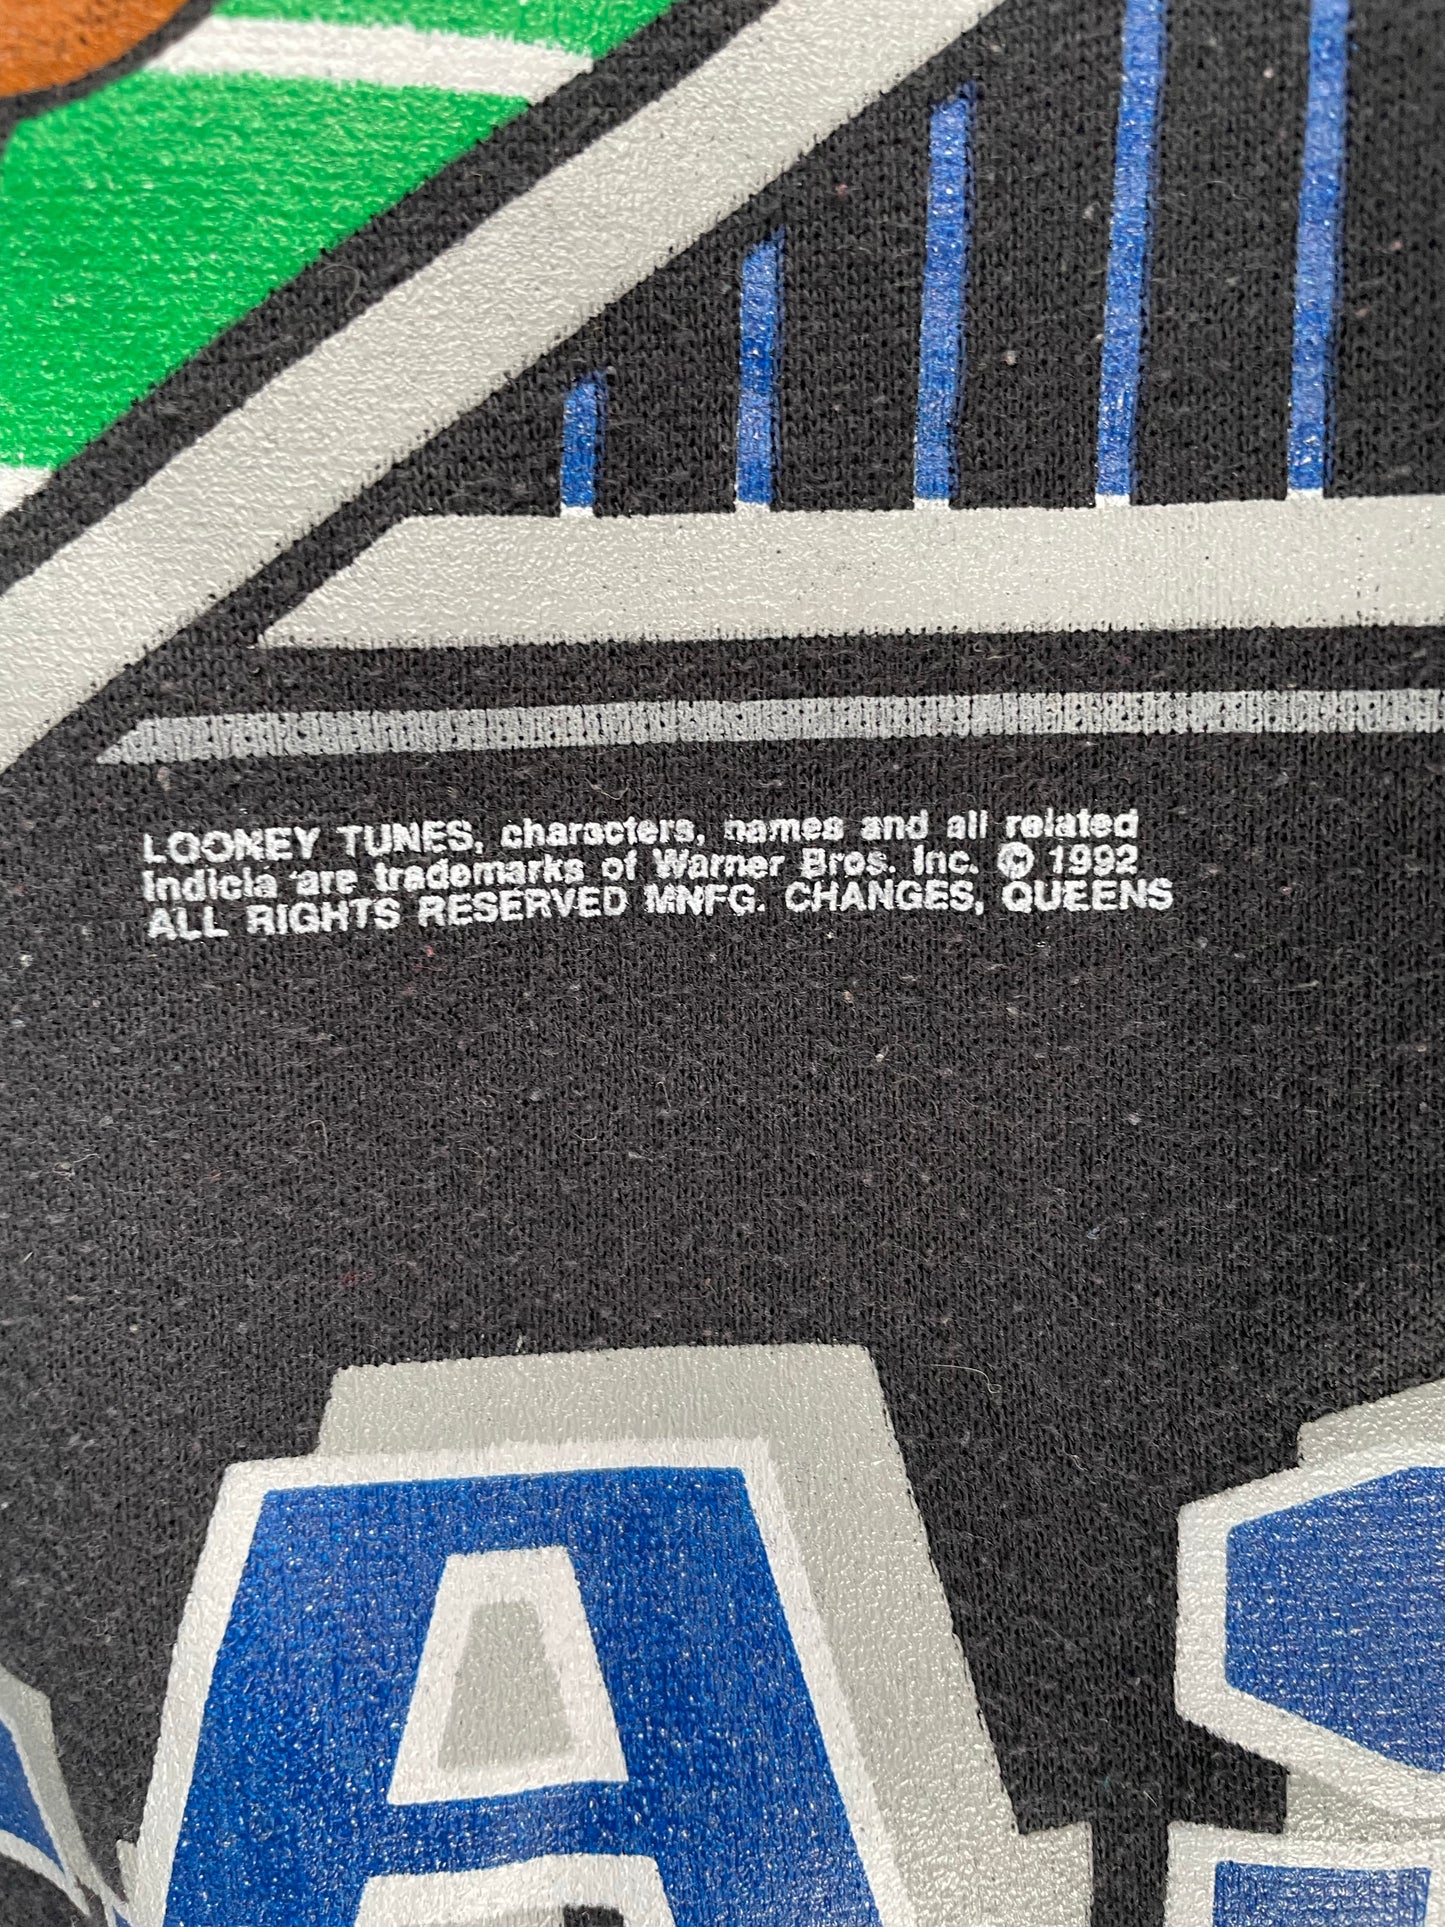 LOONEY TUNES, characters, names and all related
indicia are trademarks of Warner Bros. Inc. © 1992
ALL RIGHTS RESERVED MNFG. CHANGES, QUEENS
A